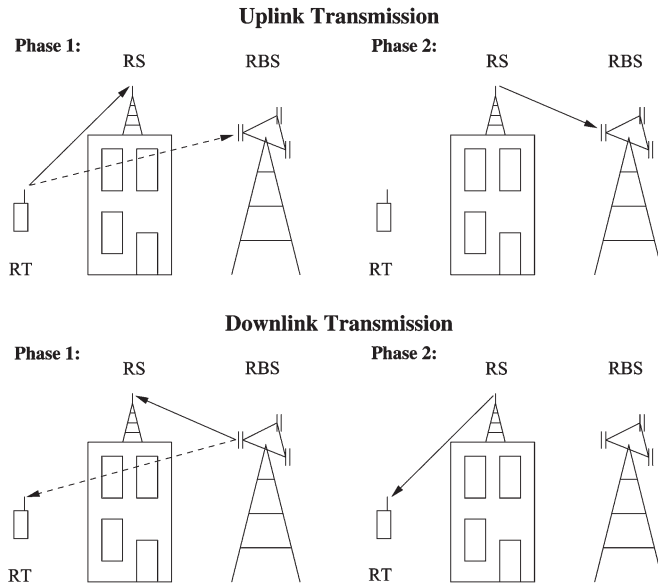 Uplink Transmission
Phase 1:
RS
RBS
RT
Phase 2:
RS
RBS
RT
Downlink Transmission
Phase 1:
RS
RBS
RT
Phase 2:
RS
RBS
RT